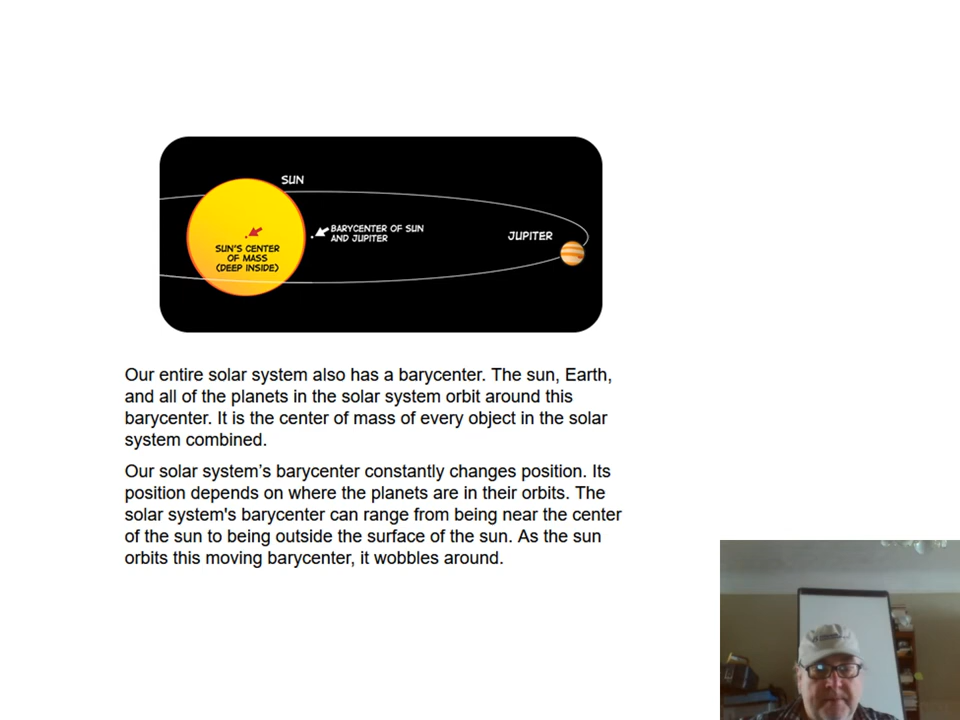 SUN
BARYCENTER OF SUN
AND JUPITER
JUPITER
SUN'S CENTER
OF MASS
(DEEP INSIDE)
Our entire solar system also has a barycenter. The sun, Earth,
and all of the planets in the solar system orbit around this
barycenter. It is the center of mass of every object in the solar
system combined.
Our solar system’s barycenter constantly changes position. Its
position depends on where the planets are in their orbits. The
solar system's barycenter can range from being near the center
of the sun to being outside the surface of the sun. As the sun
orbits this moving barycenter, it wobbles around.